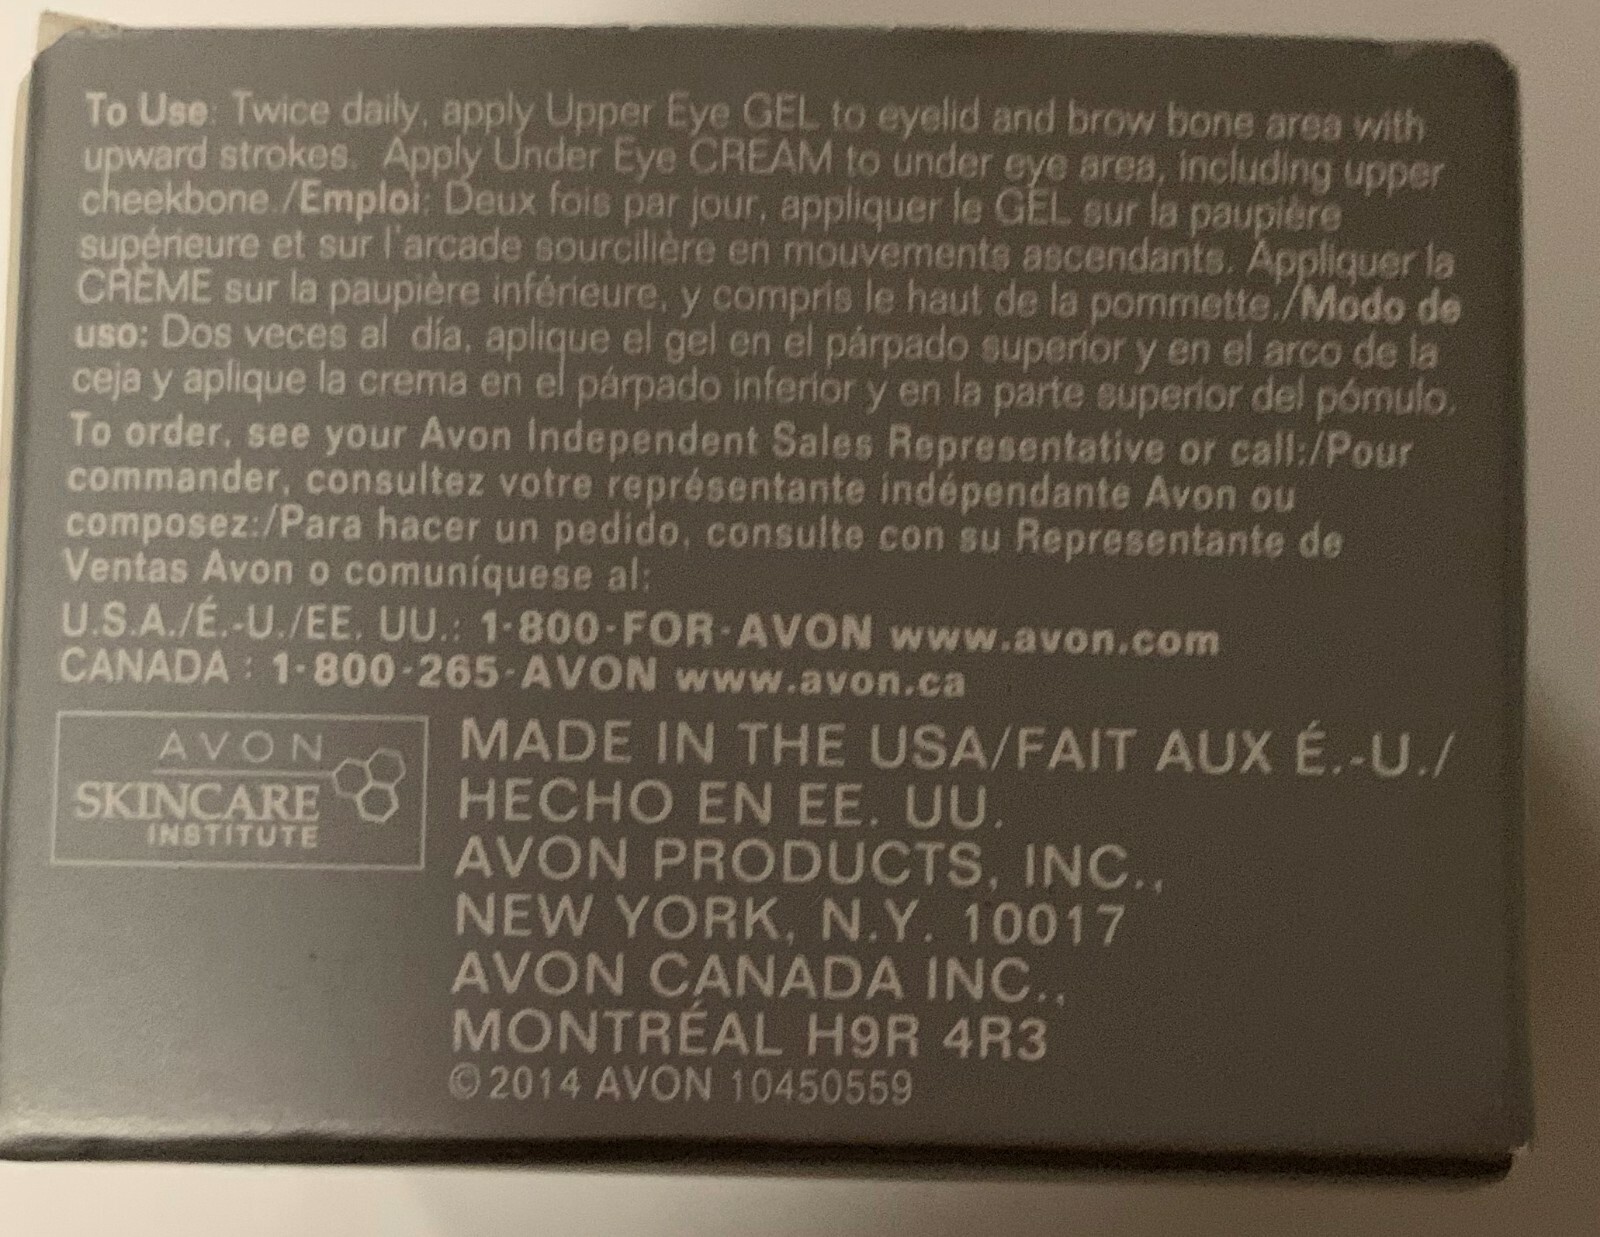 To Use: Twice daily, apply Upper Eye GEL to eyelid and brow bone area with
upward strokes. Apply Under Eye CREAM to under eye area, including upper
cheekbone./Emploi: Deux fois par jour, appliquer le GEL sur la paupière
supérieure et sur l'arcade sourcilière en mouvements ascendants. Appliquer la
CRÈME sur la paupière inférieure, y compris le haut de la pommette./Modo de
uso: Dos veces al día, aplique el gel en el párpado superior y en el arco de la
ceja y aplique la crema en el párpado inferior y en la parte superior del pómulo.
To order, see your Avon Independent Sales Representative or call:/Pour
commander, consultez votre représentante indépendante Avon ou
composez:/Para hacer un pedido, consulte con su Representante de
Ventas Avon o comuníquese al:
U.S.A./É.-U./EE. UU.: 1-800-FOR-AVON www.avon.com
CANADA : 1-800-265-AVON www.avon.ca
AVON
SKINCARE
INSTITUTE
MADE IN THE USA/FAIT AUX É.-U./
HECHO EN EE. UU.
AVON PRODUCTS, INC.,
NEW YORK, N.Y. 10017
AVON CANADA INC.,
MONTRÉAL H9R 4R3
©2014 AVON 10450559